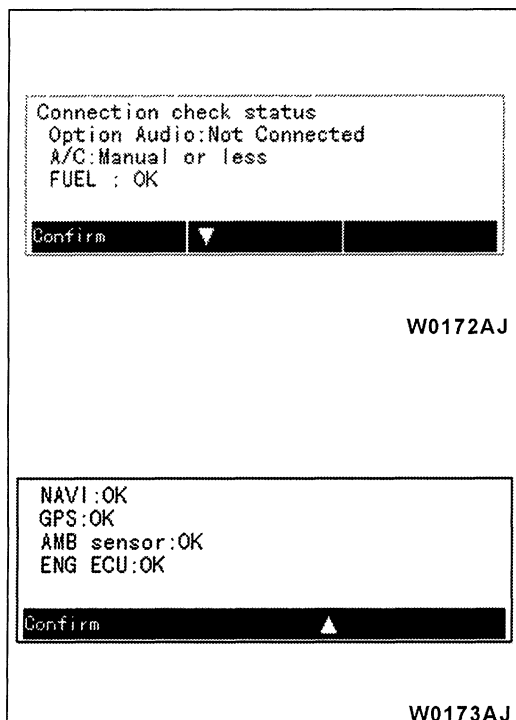 Connection check status
Option Audio:Not Connected
A/C:Manual or less
FUEL : OK
Confirm ▼
W0172AJ
NAVI:OK
GPS:OK
AMB sensor:OK
ENG ECU:OK
Confirm ▲
W0173AJ